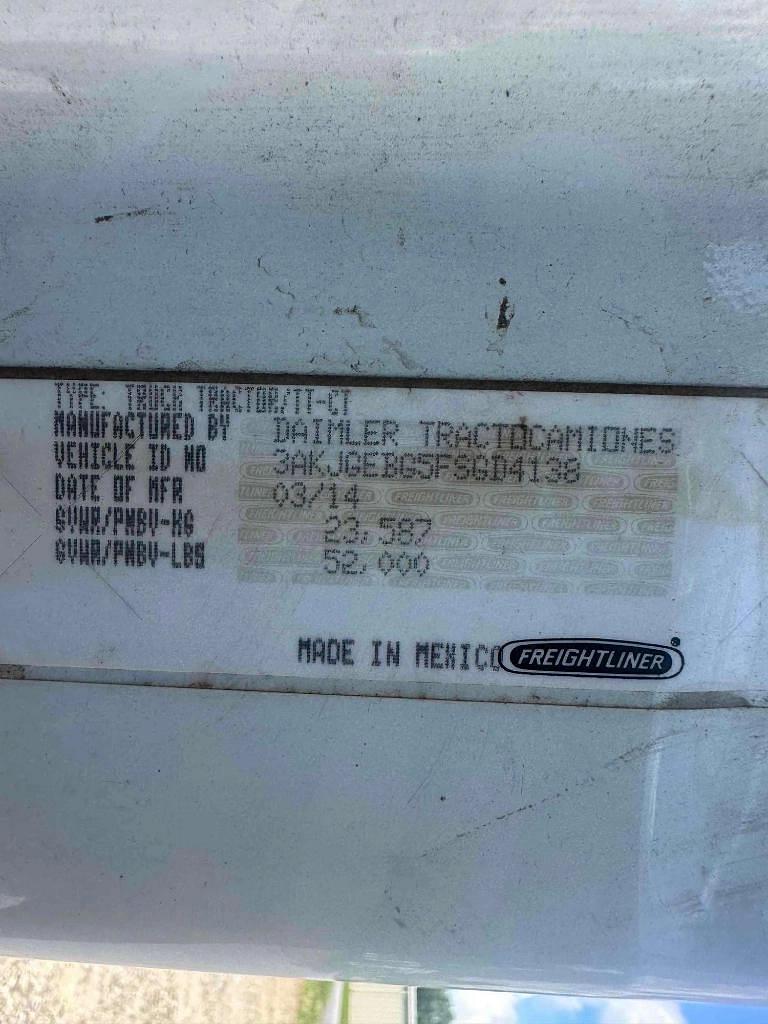 TYPE: TRUCK TRACTOR/TT-CT
MANUFACTURED BY DAIMLER TRACTOCAMIONES
VEHICLE ID NO 3AKJGEBG5FSGD4138
DATE OF MFR 03/14
GVWR/PNBV-KG 23,587
GVWR/PNBV-LBS 52,000
MADE IN MEXICO FREIGHTLINER